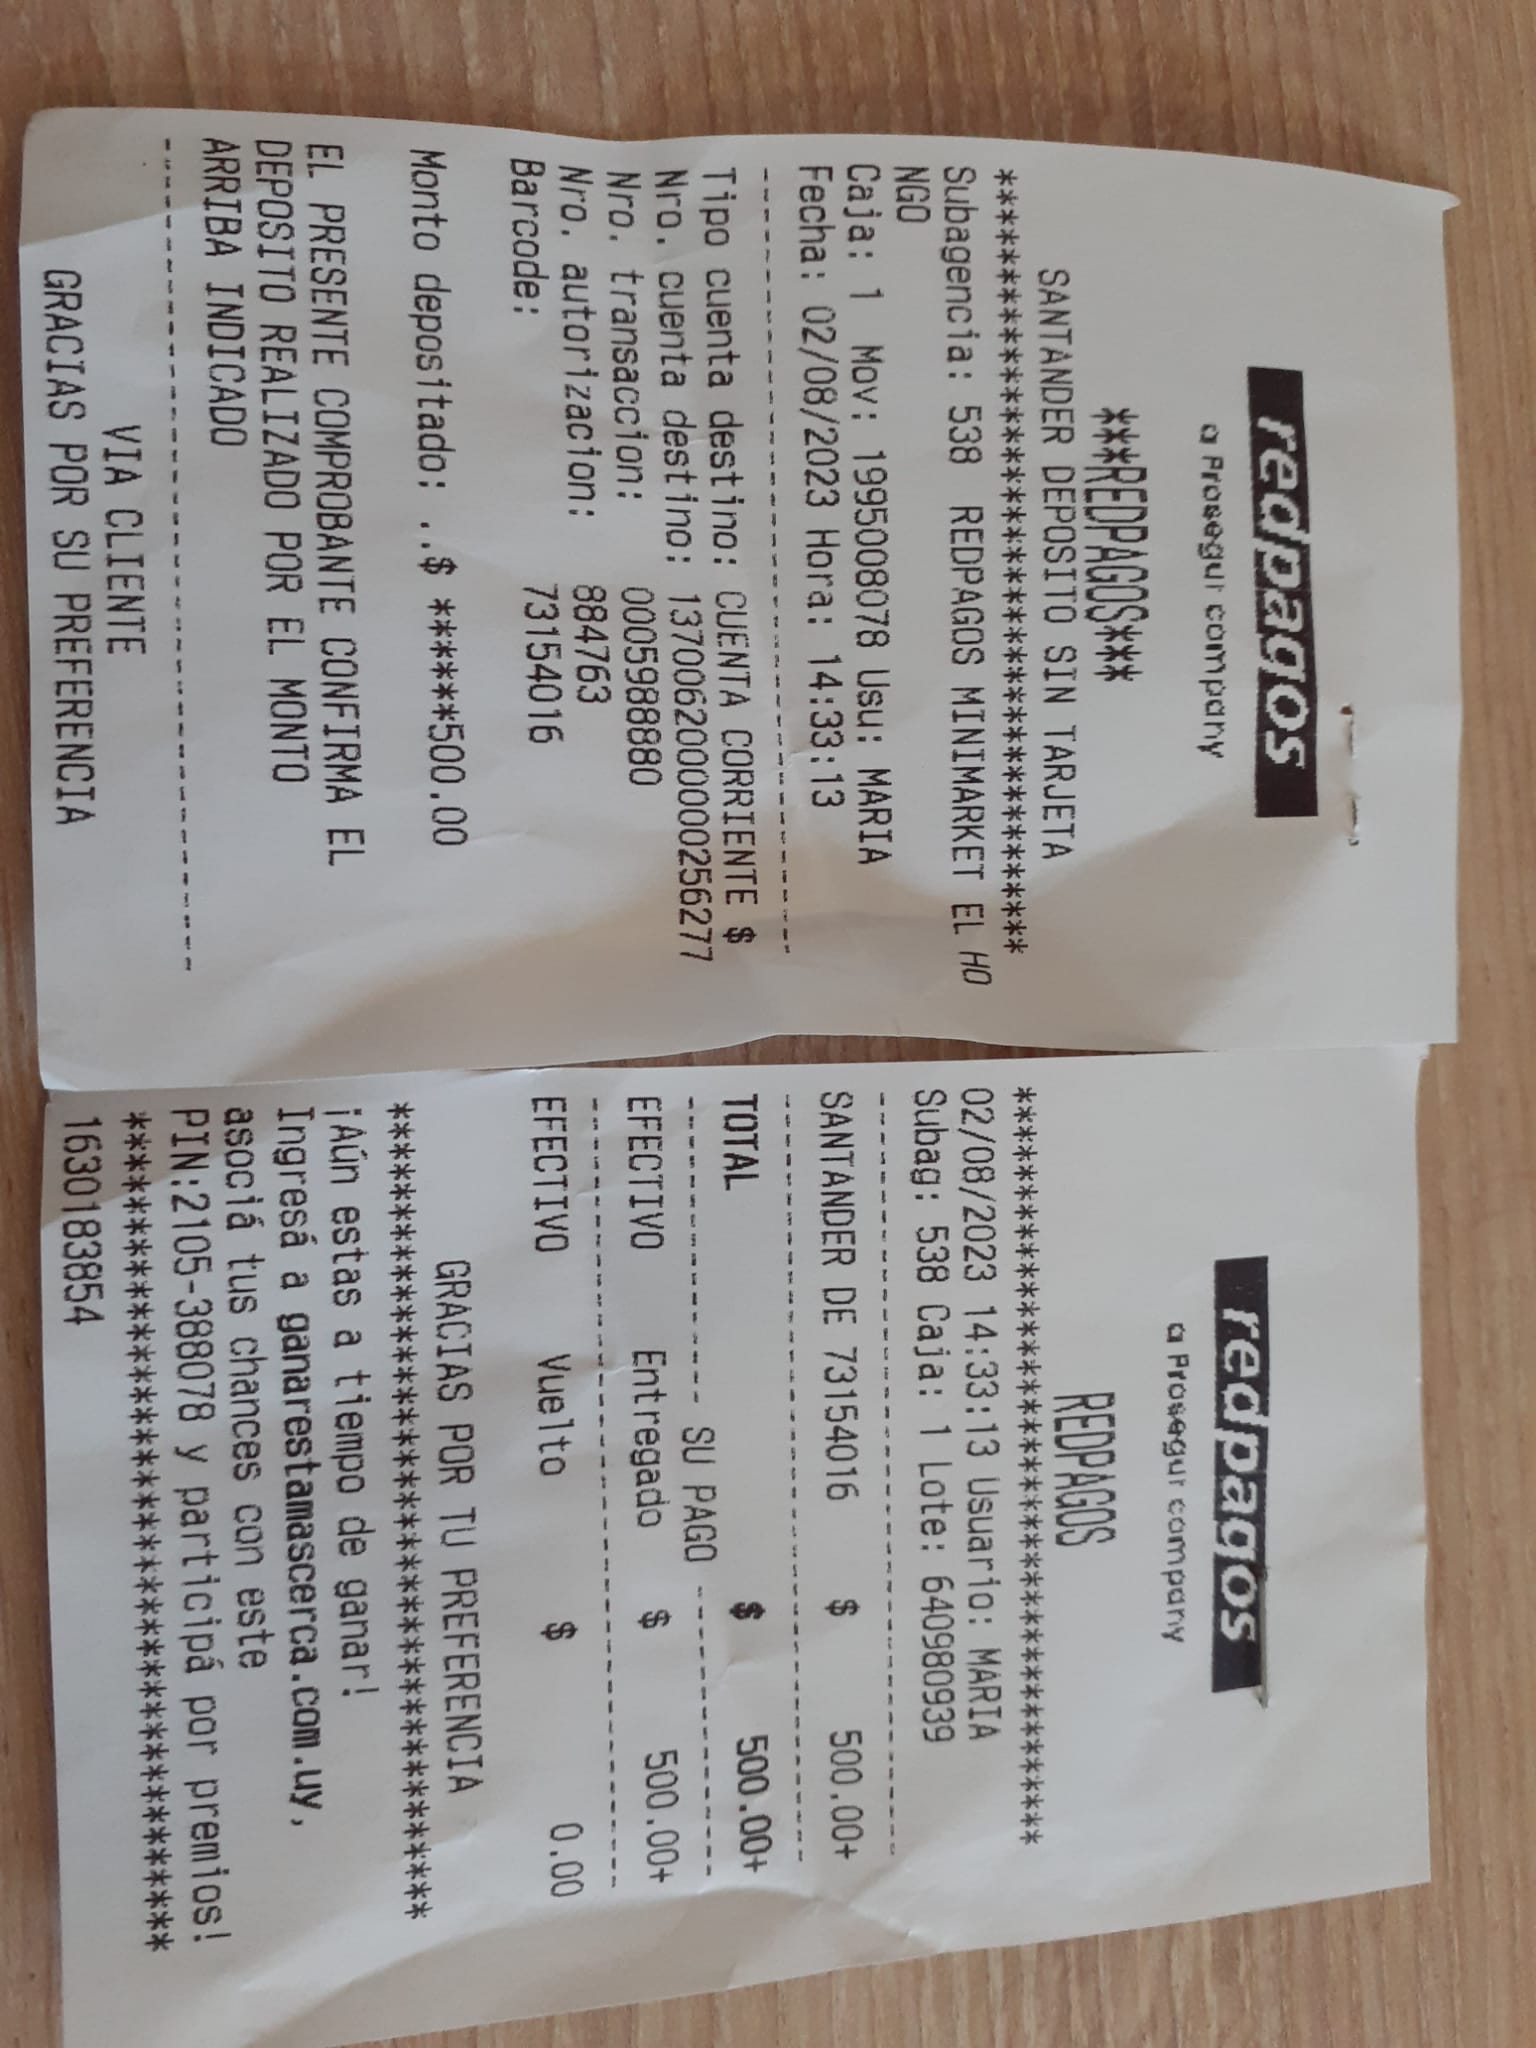 redpagos
a Prosegur company
***REDPAGOS***
SANTANDER DEPOSITO SIN TARJETA
**********************************
Subagencia: 538  REDPAGOS MINIMARKET EL HO
NGO
Caja: 1  Mov: 1995008078 Usu: MARIA
Fecha: 02/08/2023 Hora: 14:33:13
----------------------------------
Tipo cuenta destino: CUENTA CORRIENTE $
Nro. cuenta destino: 1370062000000256277
Nro. transaccion: 00059888880
Nro. autorizacion: 884763
Barcode: 73154016
Monto depositado: ..$ ******500.00
EL PRESENTE COMPROBANTE CONFIRMA EL
DEPOSITO REALIZADO POR EL MONTO
ARRIBA INDICADO
----------------------------------
VIA CLIENTE
GRACIAS POR SU PREFERENCIA
redpagos
a Prosegur company
REDPAGOS
**********************************
02/08/2023 14:33:13 Usuario: MARIA
Subag: 538 Caja: 1 Lote: 640980939
----------------------------------
SANTANDER DE 73154016 $ 500.00+
----------------------------------
TOTAL $ 500.00+
------------- SU PAGO -------------
EFECTIVO Entregado $ 500.00+
----------------------------------
EFECTIVO Vuelto $ 0.00
GRACIAS POR TU PREFERENCIA
**********************************
¡Aún estas a tiempo de ganar!
Ingresá a ganarestamascerca.com.uy,
asociá tus chances con este
PIN:2105-388078 y participá por premios!
**********************************
1630183854